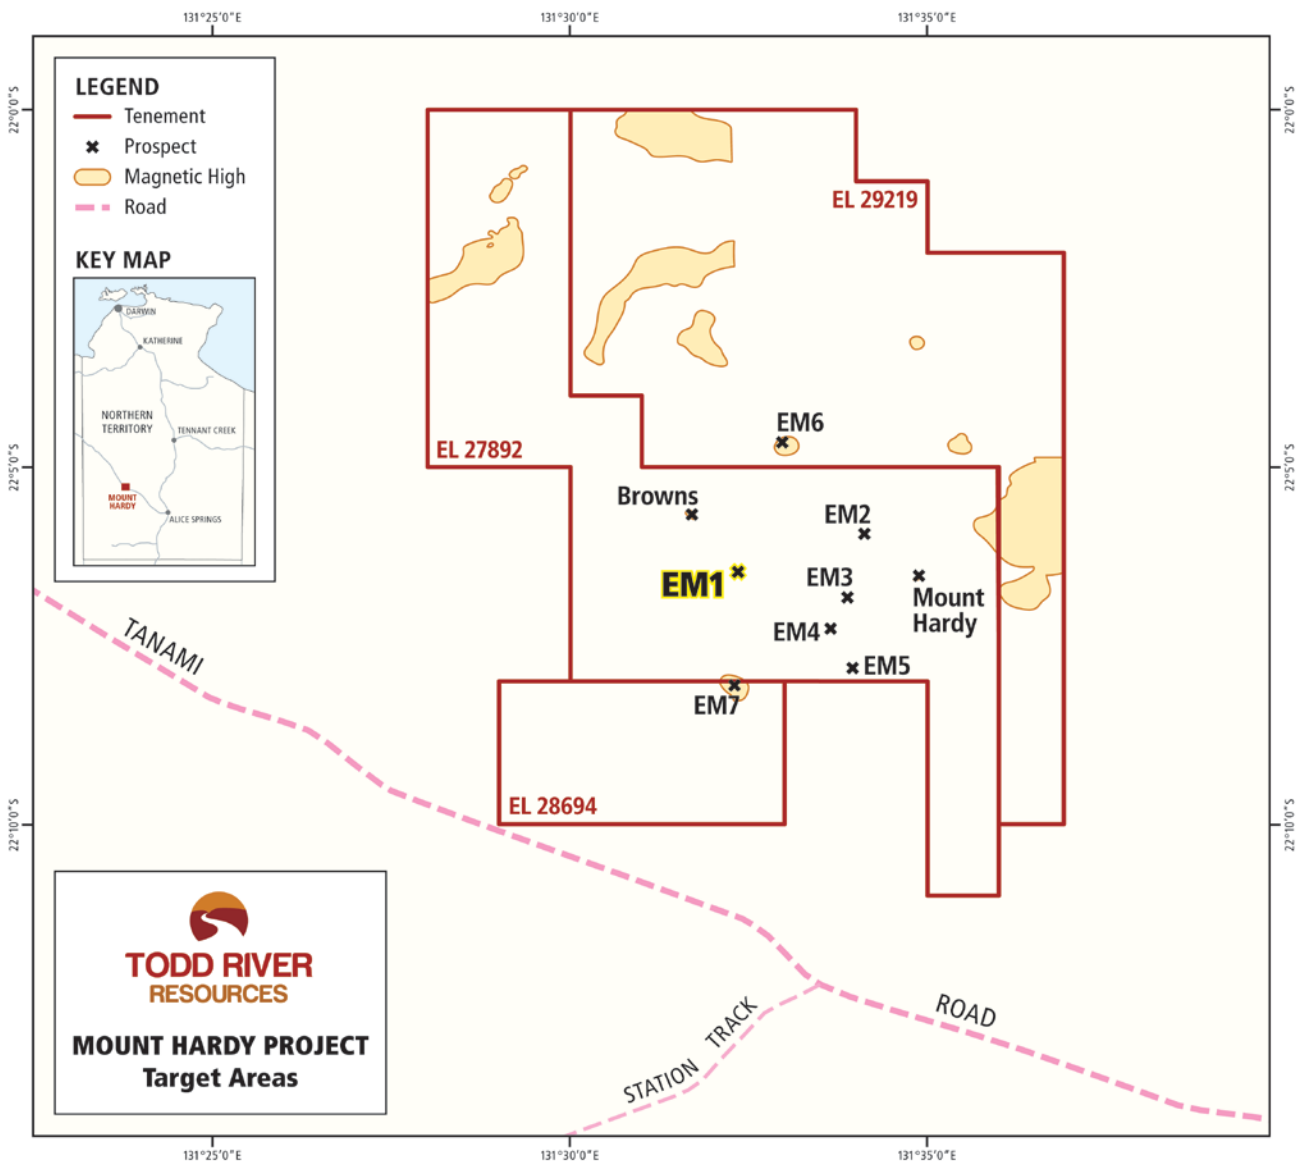 131°25'0"E
131°30'0"E
131°35'0"E
22°0'0"S
22°0'0"S
LEGEND
Tenement
Prospect
Magnetic High
Road
KEY MAP
DARWIN
KATHERINE
NORTHERN
TERRITORY
TENNANT CREEK
MOUNT
HARDY
ALICE SPRINGS
EL 29219
EM6
EL 27892
22°5'0"S
22°5'0"S
Browns
EM2
EM1
EM3
Mount
Hardy
EM4
EM5
EM7
TANAMI
EL 28694
22°10'0"S
22°10'0"S
TODD RIVER
RESOURCES
MOUNT HARDY PROJECT
Target Areas
STATION TRACK
ROAD
131°25'0"E
131°30'0"E
131°35'0"E